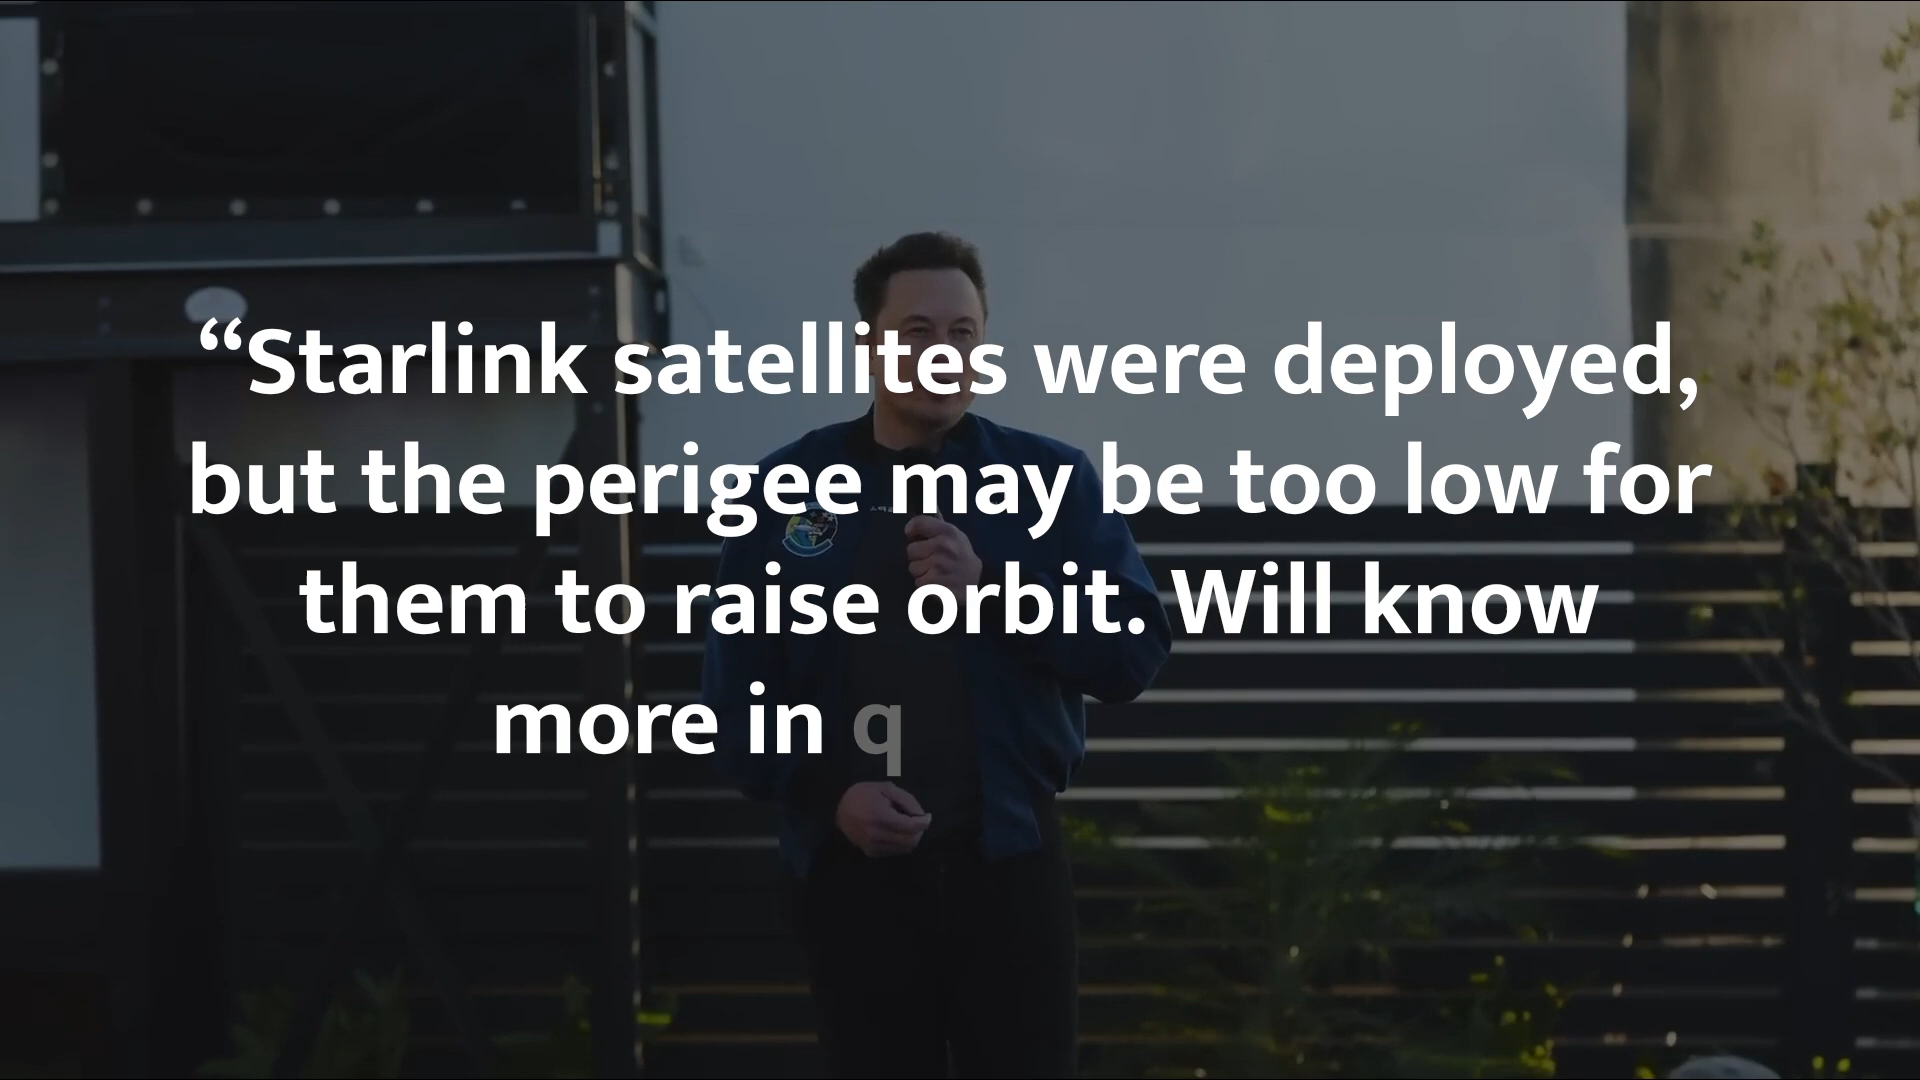 “Starlink satellites were deployed,
but the perigee may be too low for
them to raise orbit. Will know
more in q